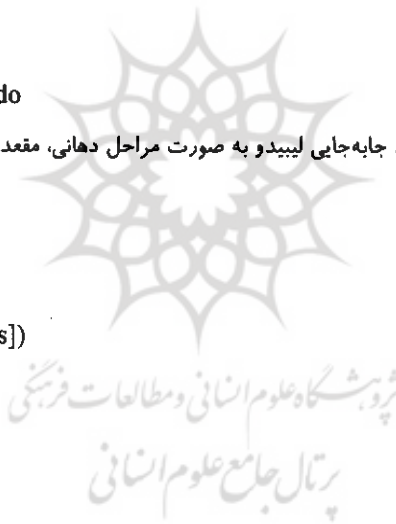 do
جابه‌جایی لیبیدو به صورت مراحل دهانی، مقعد
s])
پژوهشگاه علوم انسانی و مطالعات فرهنگی
پرتال جامع علوم انسانی